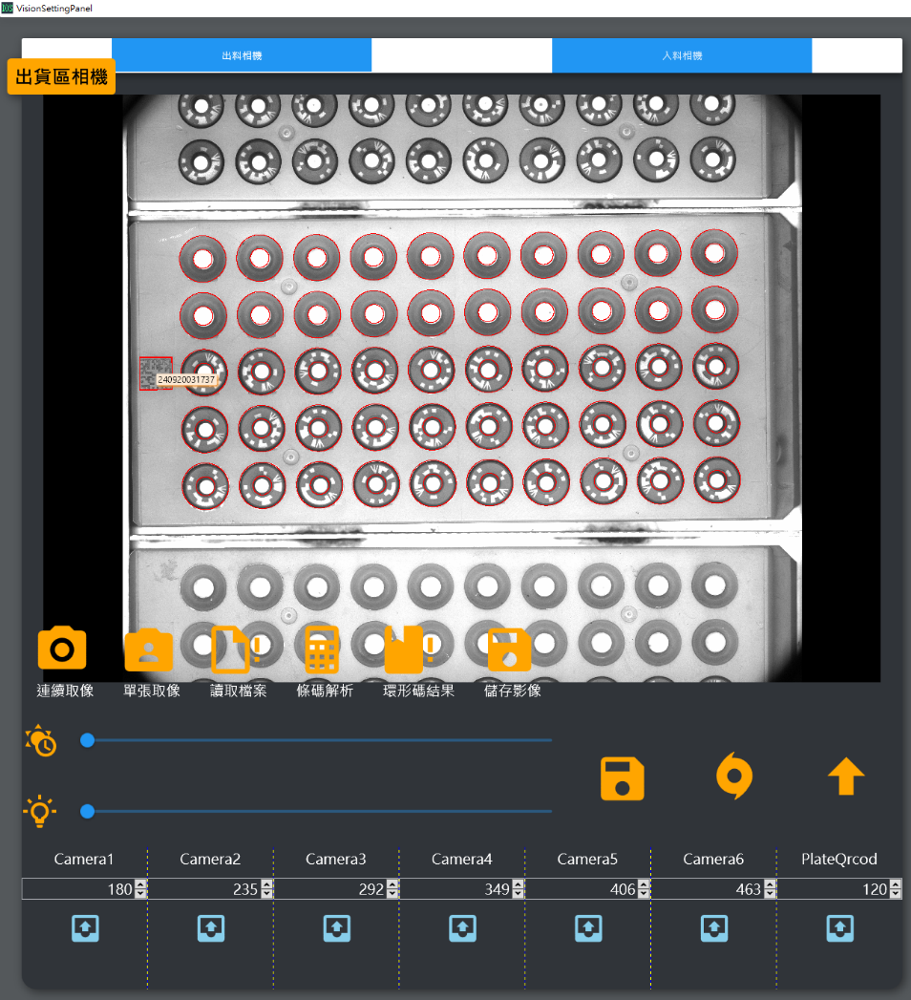 VisionSettingPanel
出料相機
入料相機
出貨區相機
240920031737
連續取像
單張取像
讀取檔案
條碼解析
環形碼結果
儲存影像
Camera1
Camera2
Camera3
Camera4
Camera5
Camera6
PlateQrcod
180
235
292
349
406
463
120